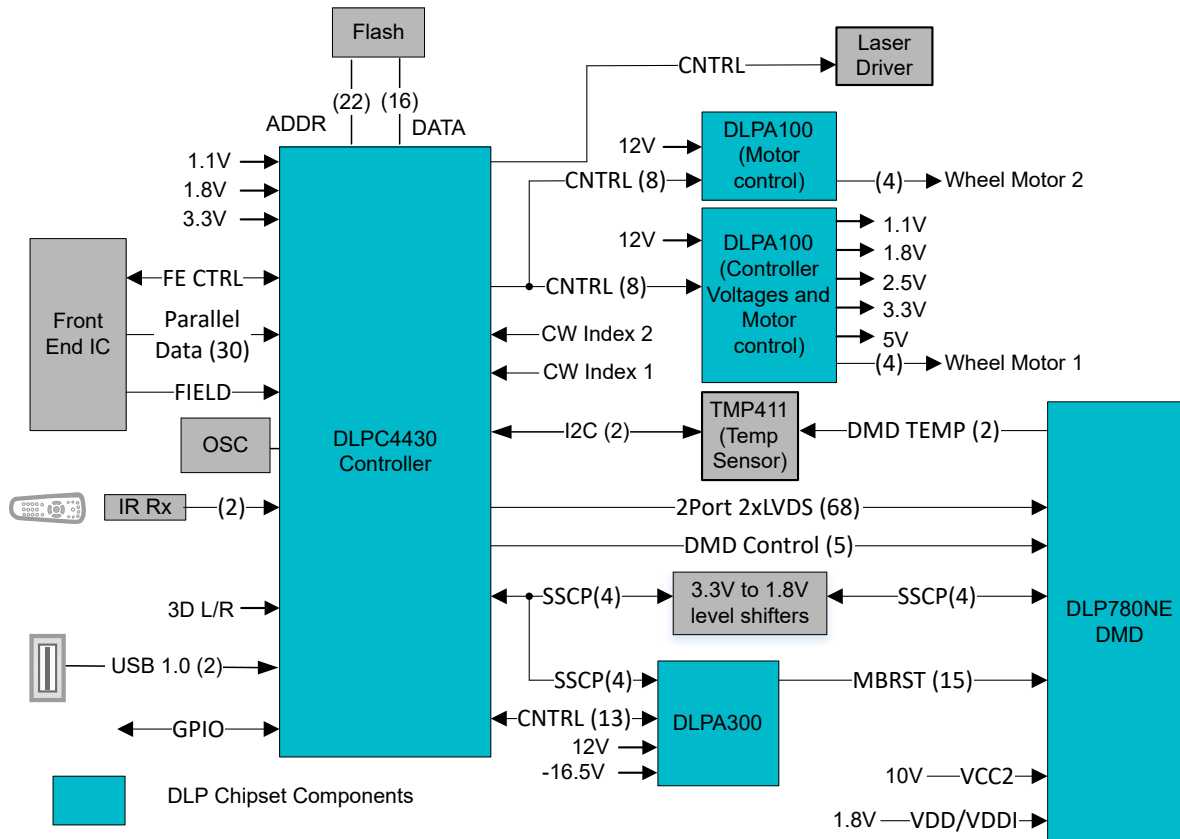 Flash
(22) (16)
ADDR
DATA
CNTRL
Laser
Driver
1.1V
1.8V
3.3V
12V
CNTRL (8)
DLPA100
(Motor
control)
(4)
Wheel Motor 2
12V
CNTRL (8)
DLPA100
(Controller
Voltages and
Motor
control)
1.1V
1.8V
2.5V
3.3V
5V
(4)
Wheel Motor 1
Front
End IC
FE CTRL
Parallel
Data (30)
FIELD
CW Index 2
CW Index 1
OSC
DLPC4430
Controller
I2C (2)
TMP411
(Temp
Sensor)
DMD TEMP (2)
IR Rx
(2)
2Port 2xLVDS (68)
DMD Control (5)
3D L/R
SSCP(4)
3.3V to 1.8V
level shifters
SSCP(4)
DLP780NE
DMD
USB 1.0 (2)
SSCP(4)
MBRST (15)
GPIO
CNTRL (13)
DLPA300
12V
-16.5V
10V
VCC2
1.8V
VDD/VDDI
DLP Chipset Components